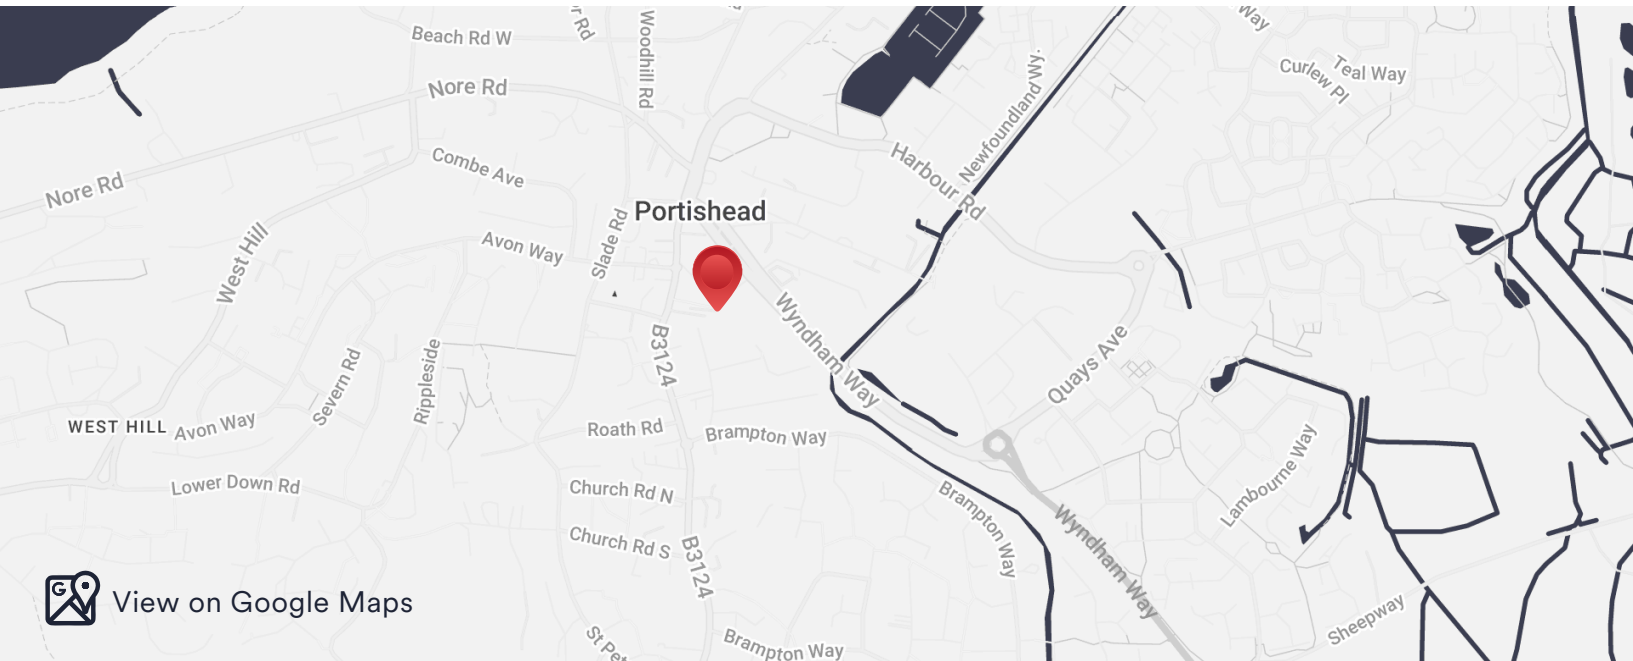 Way
Beach Rd W
Woodhill Rd
Curlew Pl
Teal Way
Nore Rd
Newfoundland Wy.
Combe Ave
Harbour Rd
Nore Rd
Portishead
Slade Rd
Avon Way
West Hill
Wyndham Way
B3124
Quays Ave
Severn Rd
Rippleside
WEST HILL
Avon Way
Roath Rd
Brampton Way
Lambourne Way
Lower Down Rd
Church Rd N
Brampton Way
Church Rd S
Wyndham Way
B3124
G
View on Google Maps
Sheepway
St Pet
Brampton Way